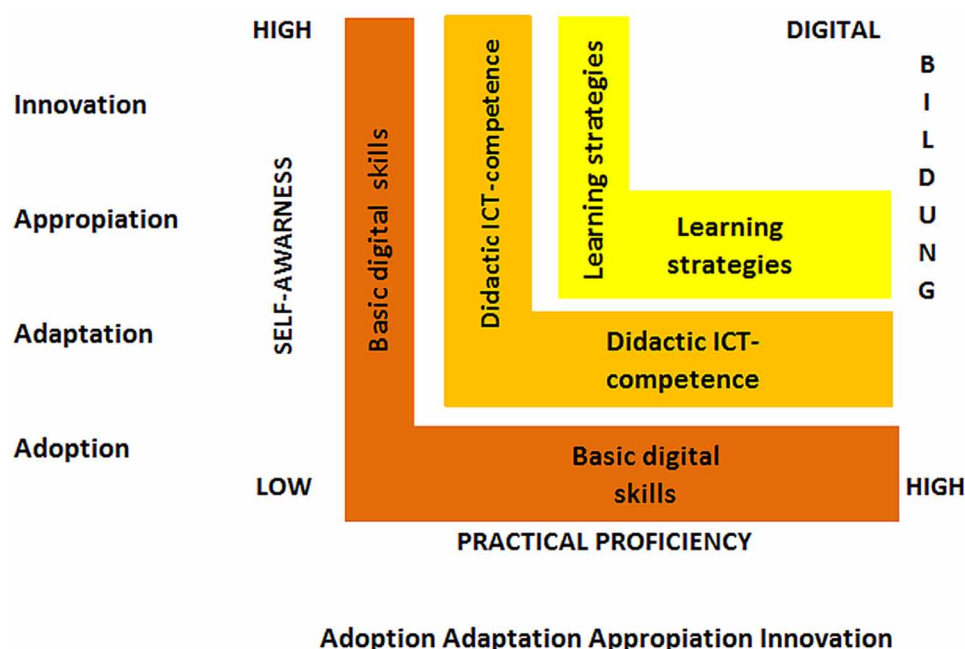 HIGH
DIGITAL
BILDUNG
Innovation
Appropiation
Adaptation
Adoption
SELF-AWARNESS
Basic digital skills
Didactic ICT-competence
Learning strategies
Learning
strategies
Didactic ICT-
competence
Basic digital
skills
LOW
HIGH
PRACTICAL PROFICIENCY
Adoption Adaptation Appropiation Innovation